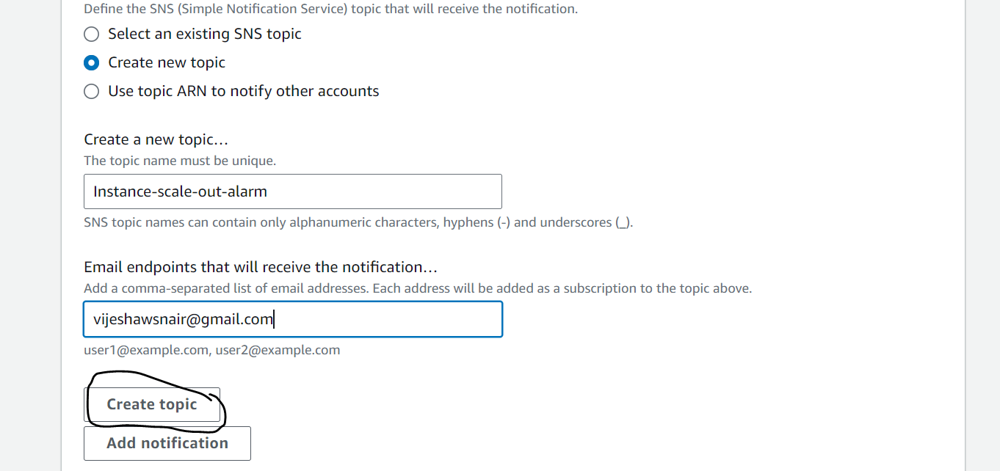 Define the SNS (Simple Notification Service) topic that will receive the notification.
Select an existing SNS topic
Create new topic
Use topic ARN to notify other accounts
Create a new topic…
The topic name must be unique.
Instance-scale-out-alarm
SNS topic names can contain only alphanumeric characters, hyphens (-) and underscores (_).
Email endpoints that will receive the notification…
Add a comma-separated list of email addresses. Each address will be added as a subscription to the topic above.
vijeshawsnair@gmail.com
user1@example.com, user2@example.com
Create topic
Add notification